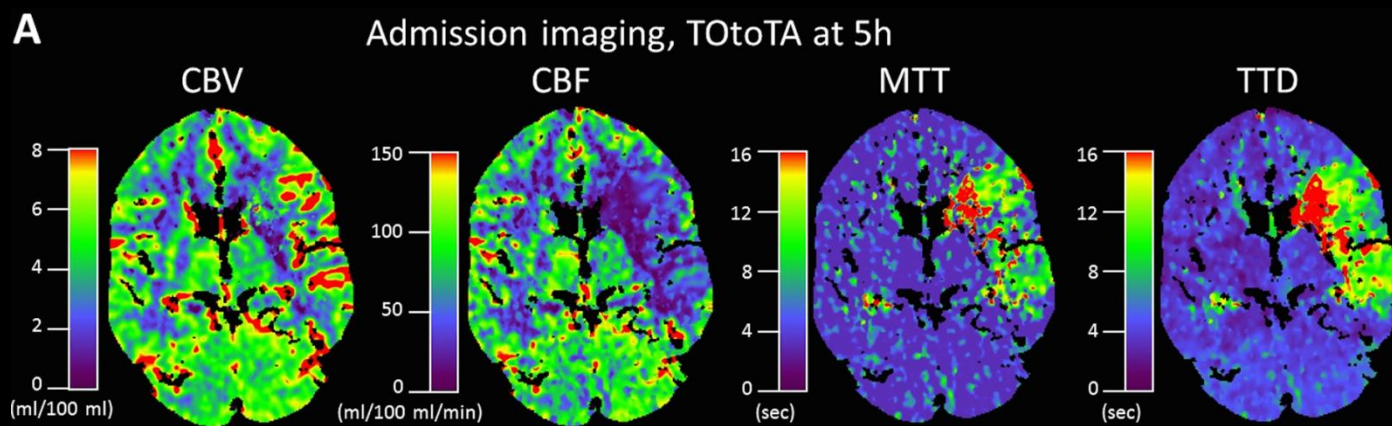 A
Admission imaging, TOtoTA at 5h
CBV
CBF
MTT
TTD
8
6
4
2
0
(ml/100 ml)
150
100
50
0
(ml/100 ml/min)
16
12
8
4
0
(sec)
16
12
8
4
0
(sec)